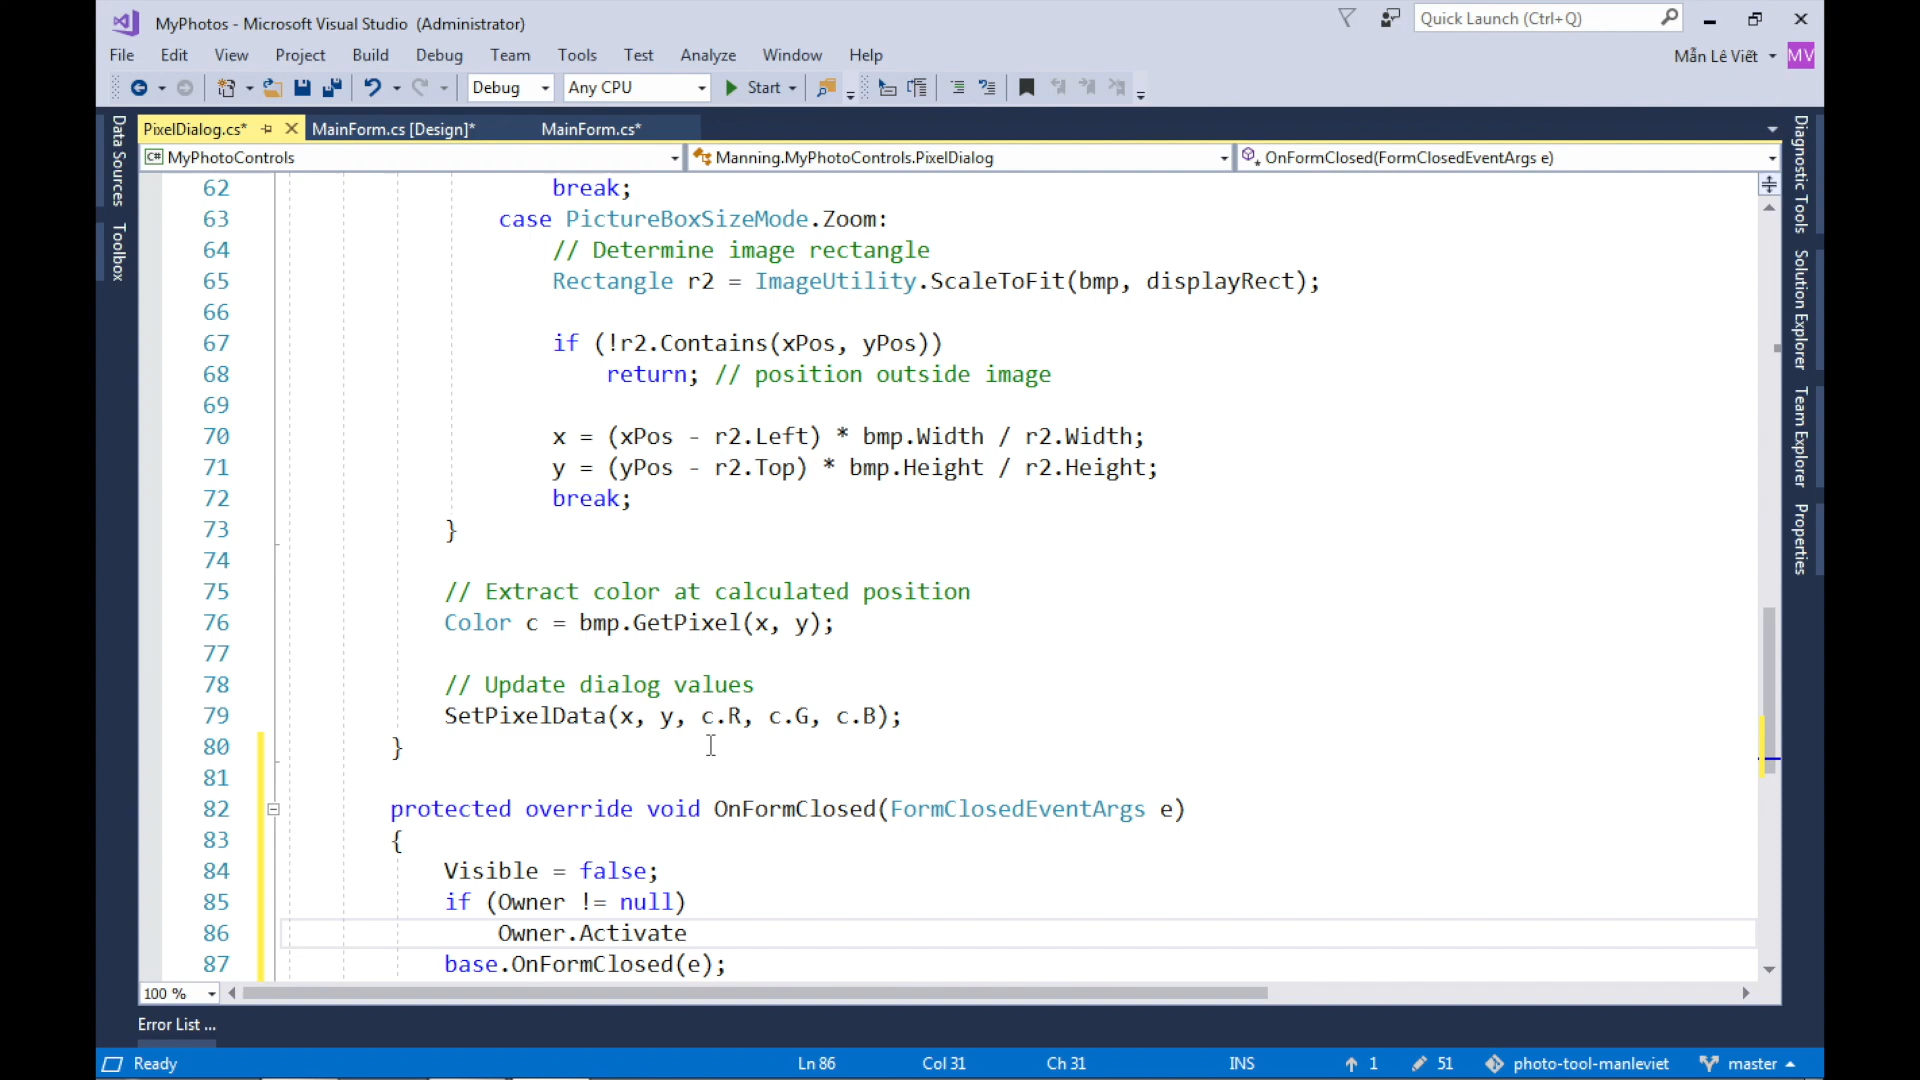 MyPhotos - Microsoft Visual Studio (Administrator)
Quick Launch (Ctrl+Q)
File Edit View Project Build Debug Team Tools Test Analyze Window Help
Mẫn Lê Viết MV
Debug Any CPU Start
PixelDialog.cs* MainForm.cs [Design]* MainForm.cs*
C# MyPhotoControls Manning.MyPhotoControls.PixelDialog OnFormClosed(FormClosedEventArgs e)
Data Sources
Toolbox
62 break;
63 case PictureBoxSizeMode.Zoom:
64 // Determine image rectangle
65 Rectangle r2 = ImageUtility.ScaleToFit(bmp, displayRect);
66
67 if (!r2.Contains(xPos, yPos))
68 return; // position outside image
69
70 x = (xPos - r2.Left) * bmp.Width / r2.Width;
71 y = (yPos - r2.Top) * bmp.Height / r2.Height;
72 break;
73 }
74
75 // Extract color at calculated position
76 Color c = bmp.GetPixel(x, y);
77
78 // Update dialog values
79 SetPixelData(x, y, c.R, c.G, c.B);
80 }
81
82 protected override void OnFormClosed(FormClosedEventArgs e)
83 {
84 Visible = false;
85 if (Owner != null)
86 Owner.Activate
87 base.OnFormClosed(e);
Diagnostic Tools
Solution Explorer
Team Explorer
Properties
100 %
Error List ...
Ready Ln 86 Col 31 Ch 31 INS 1 51 photo-tool-manleviet master